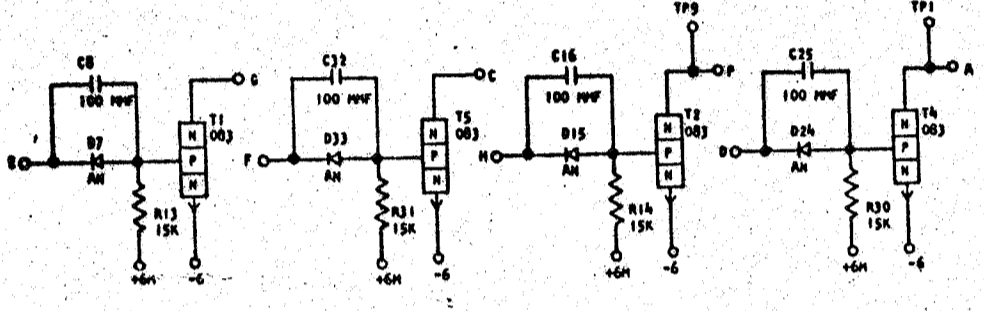 TP9
TP1
C8
100 MMF
G
C32
100 MMF
C
C16
100 MMF
P
C25
100 MMF
A
T1
083
T5
083
T2
083
T4
083
D7
AN
D33
AN
D15
AN
D24
AN
F
H
D
N
P
N
N
P
N
N
P
N
N
P
N
R13
15K
R31
15K
R14
15K
R30
15K
+6M
-6
+6M
-6
+6M
-6
+6M
-6